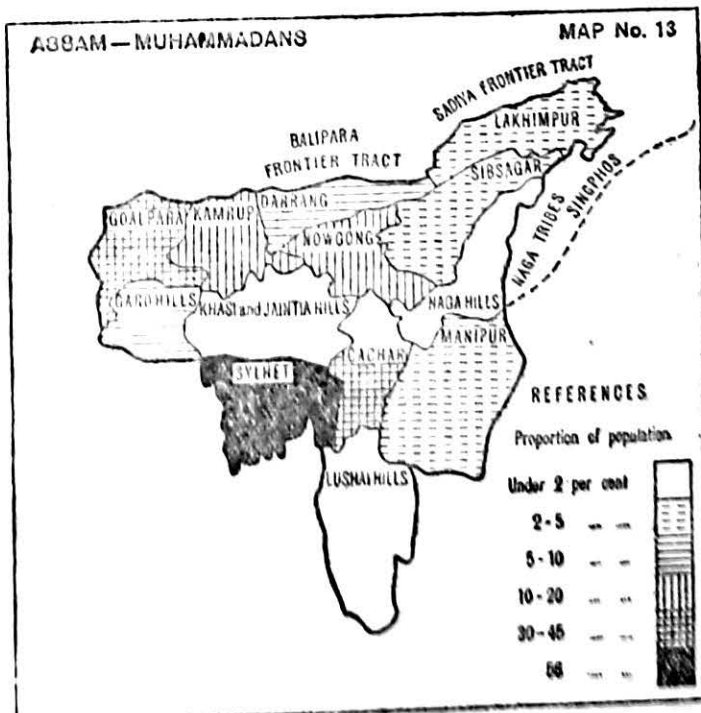 ASSAM — MUHAMMADANS
MAP No. 13
SADIYA FRONTIER TRACT
LAKHIMPUR
BALIPARA
FRONTIER TRACT
SIBSAGAR
DARRANG
GOALPARA
KAMRUP
NOWGONG
NAGA TRIBES
SINGPHOS
GARO HILLS
KHASI and JAINTIA HILLS
NAGA HILLS
MANIPUR
CACHAR
SYLHET
LUSHAI HILLS
REFERENCES
Proportion of population
Under 2 per cent
2-5 " "
5-10 " "
10-20 " "
30-45 " "
56 " "